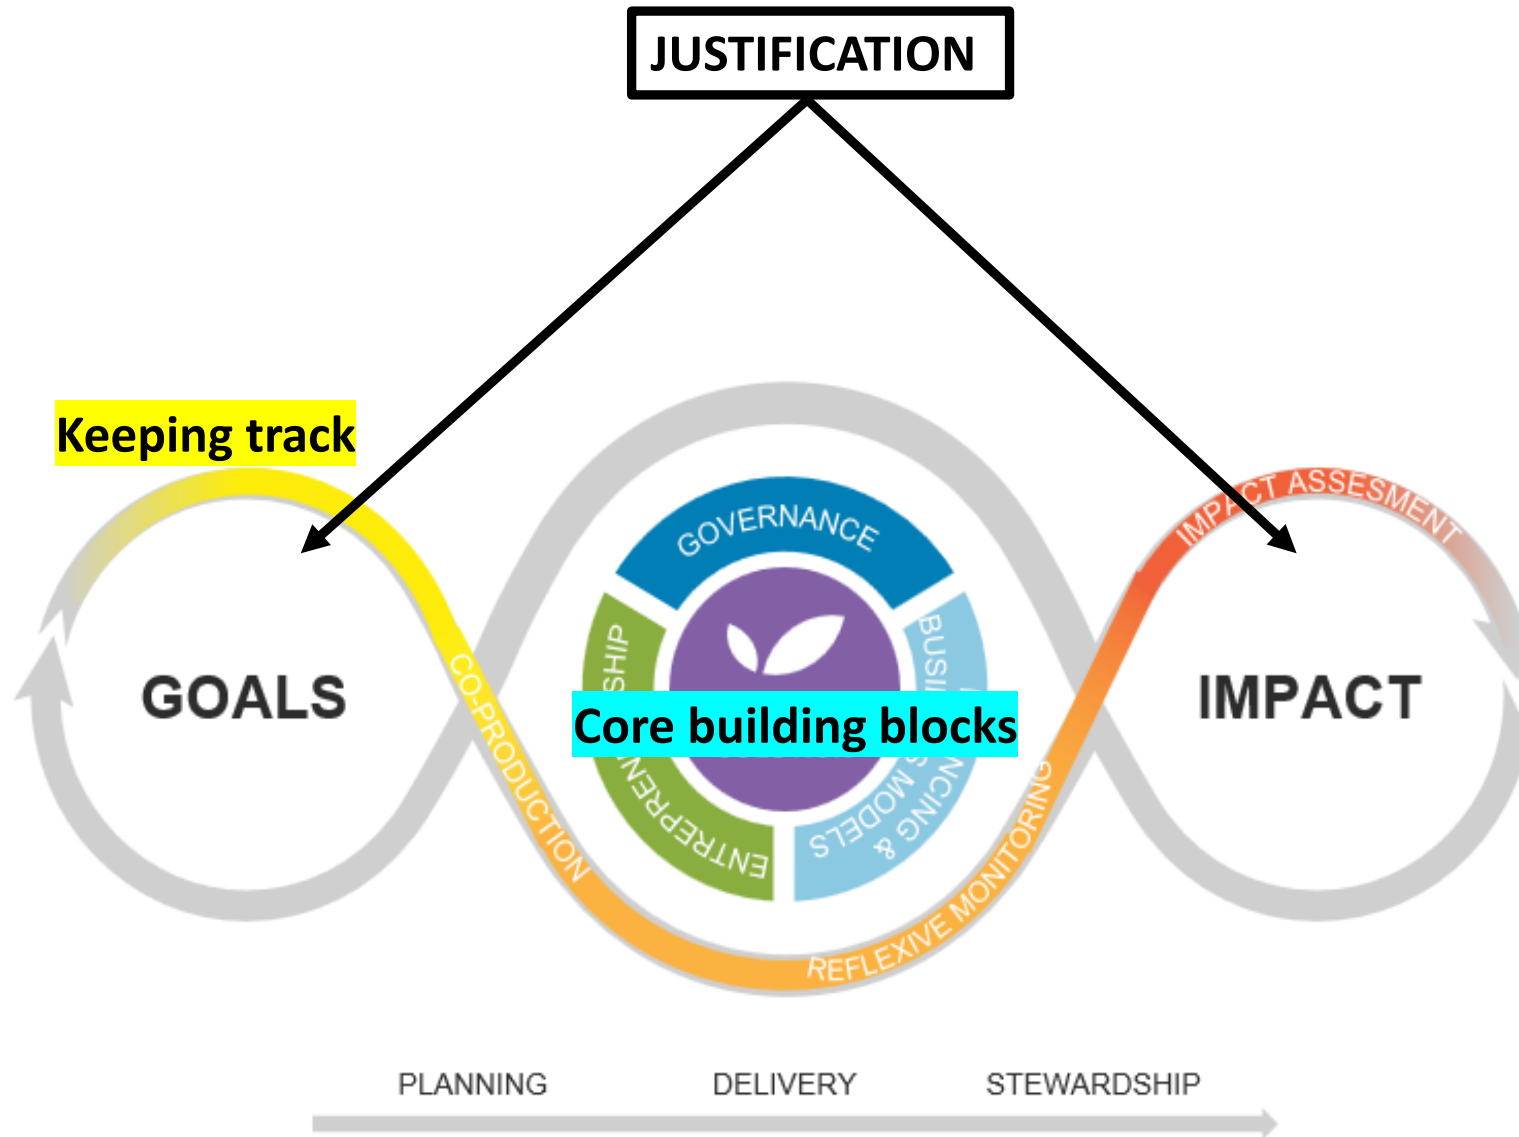 JUSTIFICATION
Keeping track
IMPACT ASSESMENT
GOVERNANCE
GOALS
CO-PRODUCTION
Core building blocks
IMPACT
MODELS
&
REFLEXIVE MONITORING
PLANNING
DELIVERY
STEWARDSHIP